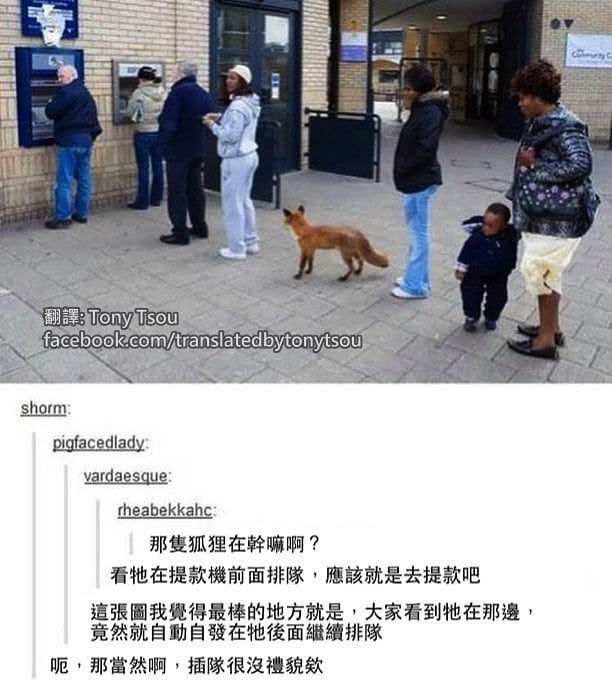 Community C
翻譯: Tony Tsou
facebook.com/translatedbytonytsou
shorm:
pigfacedlady:
vardaesque:
rheabekkahc:
那隻狐狸在幹嘛啊？
看牠在提款機前面排隊，應該就是去提款吧
這張圖我覺得最棒的地方就是，大家看到牠在那邊，
竟然就自動自發在牠後面繼續排隊
呃，那當然啊，插隊很沒禮貌欸